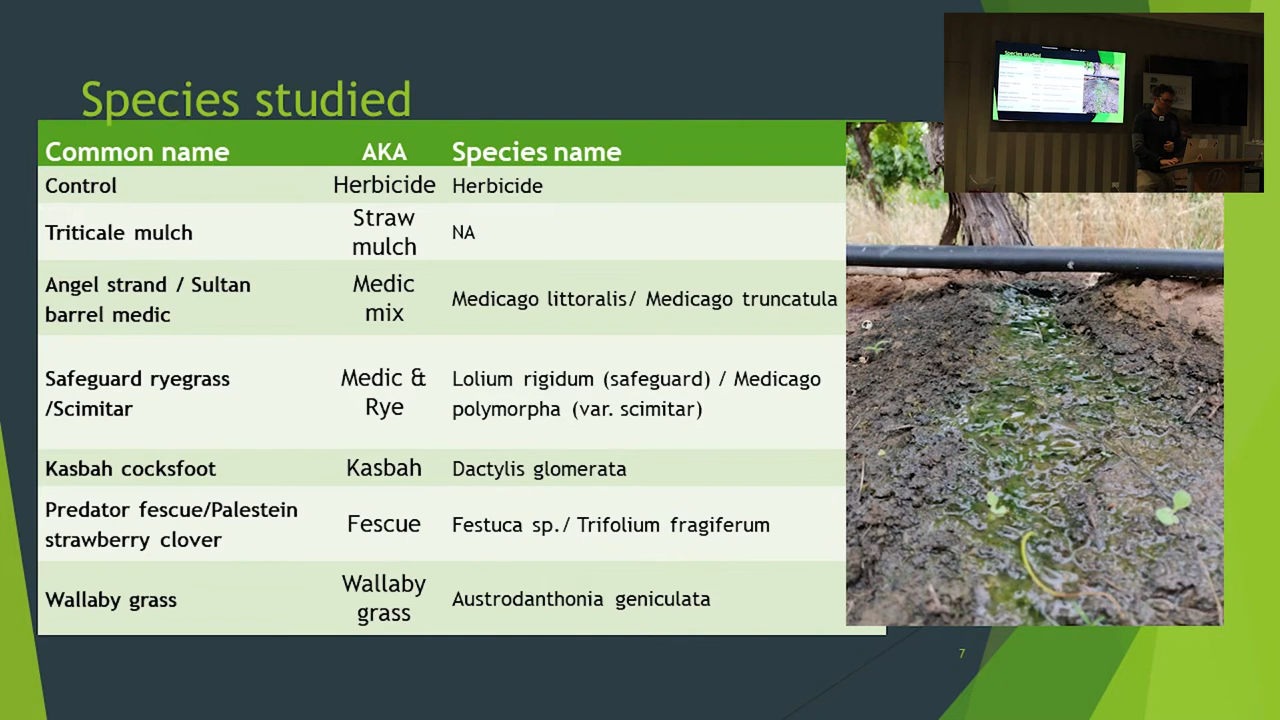 Species studied
Common name AKA Species name
Control Herbicide Herbicide
Triticale mulch Straw mulch NA
Angel strand / Sultan barrel medic Medic mix Medicago littoralis/ Medicago truncatula
Safeguard ryegrass /Scimitar Medic & Rye Lolium rigidum (safeguard) / Medicago polymorpha (var. scimitar)
Kasbah cocksfoot Kasbah Dactylis glomerata
Predator fescue/Palestein strawberry clover Fescue Festuca sp./ Trifolium fragiferum
Wallaby grass Wallaby grass Austrodanthonia geniculata
7
Species studied